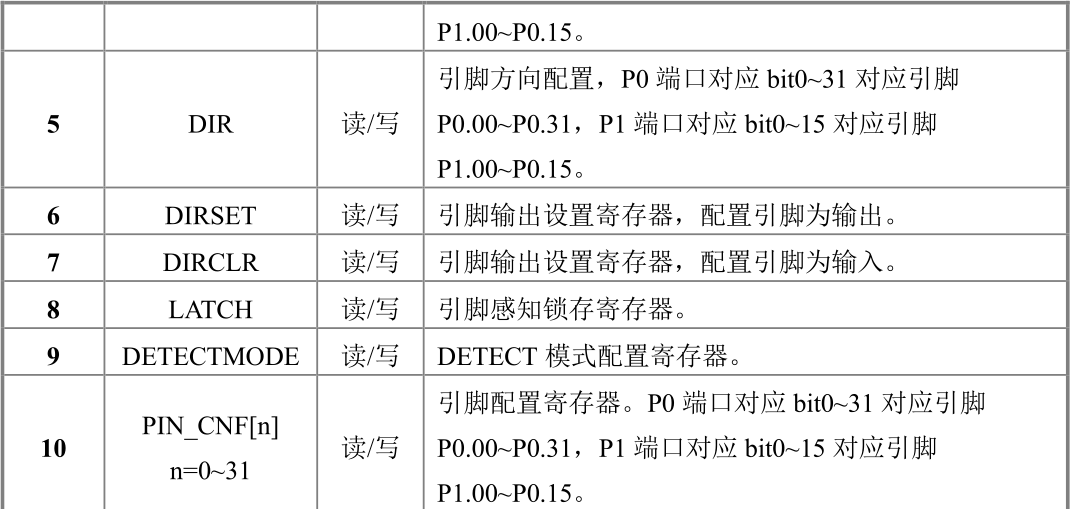 P1.00~P0.15。
引脚方向配置，P0 端口对应 bit0~31 对应引脚
5 DIR 读/写 P0.00~P0.31，P1 端口对应 bit0~15 对应引脚
P1.00~P0.15。
6 DIRSET 读/写 引脚输出设置寄存器，配置引脚为输出。
7 DIRCLR 读/写 引脚输出设置寄存器，配置引脚为输入。
8 LATCH 读/写 引脚感知锁存寄存器。
9 DETECTMODE 读/写 DETECT 模式配置寄存器。
10 PIN_CNF[n]
n=0~31
读/写 引脚配置寄存器。P0 端口对应 bit0~31 对应引脚
P0.00~P0.31，P1 端口对应 bit0~15 对应引脚
P1.00~P0.15。